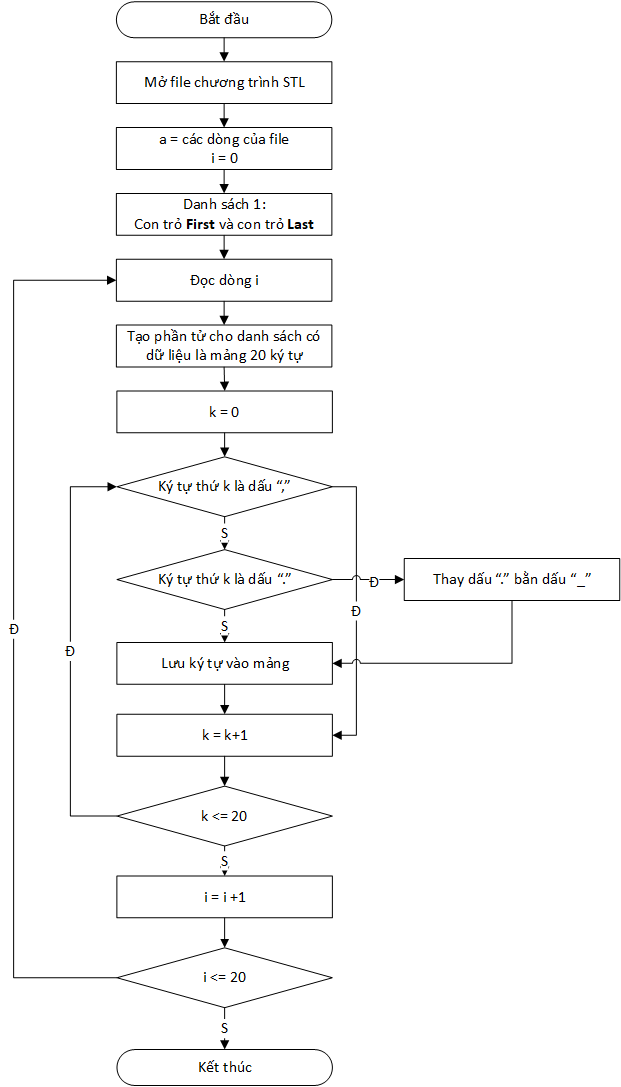 Bắt đầu
Mở file chương trình STL
a = các dòng của file
i = 0
Danh sách 1:
Con trỏ First và con trỏ Last
Đọc dòng i
Tạo phần tử cho danh sách có
dữ liệu là mảng 20 ký tự
k = 0
Ký tự thứ k là dấu “,”
S
Ký tự thứ k là dấu “.”
Đ
Thay dấu “.” bằn dấu “_”
Đ
S
Đ
Đ
Lưu ký tự vào mảng
k = k+1
k <= 20
S
i = i +1
i <= 20
S
Kết thúc